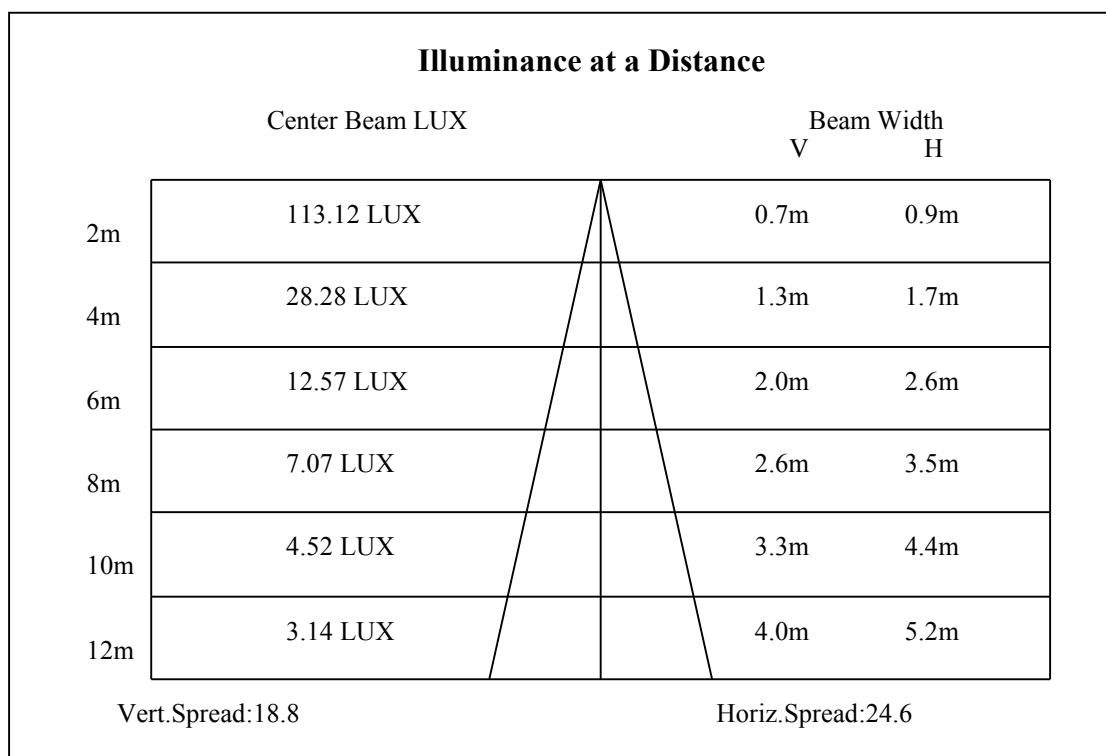 Illuminance at a Distance
Center Beam LUX Beam Width
V H
113.12 LUX 0.7m 0.9m
2m
28.28 LUX 1.3m 1.7m
4m
12.57 LUX 2.0m 2.6m
6m
7.07 LUX 2.6m 3.5m
8m
4.52 LUX 3.3m 4.4m
10m
3.14 LUX 4.0m 5.2m
12m
Vert.Spread:18.8 Horiz.Spread:24.6